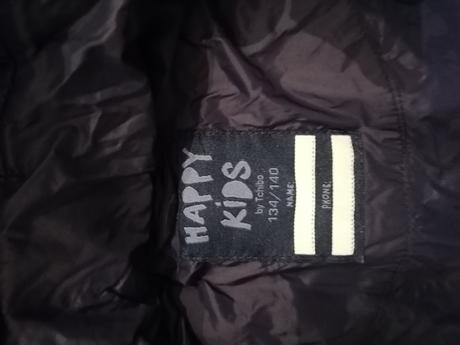 HAPPY
KIDS
by Tchibo
134/140
NAME:
PHONE: